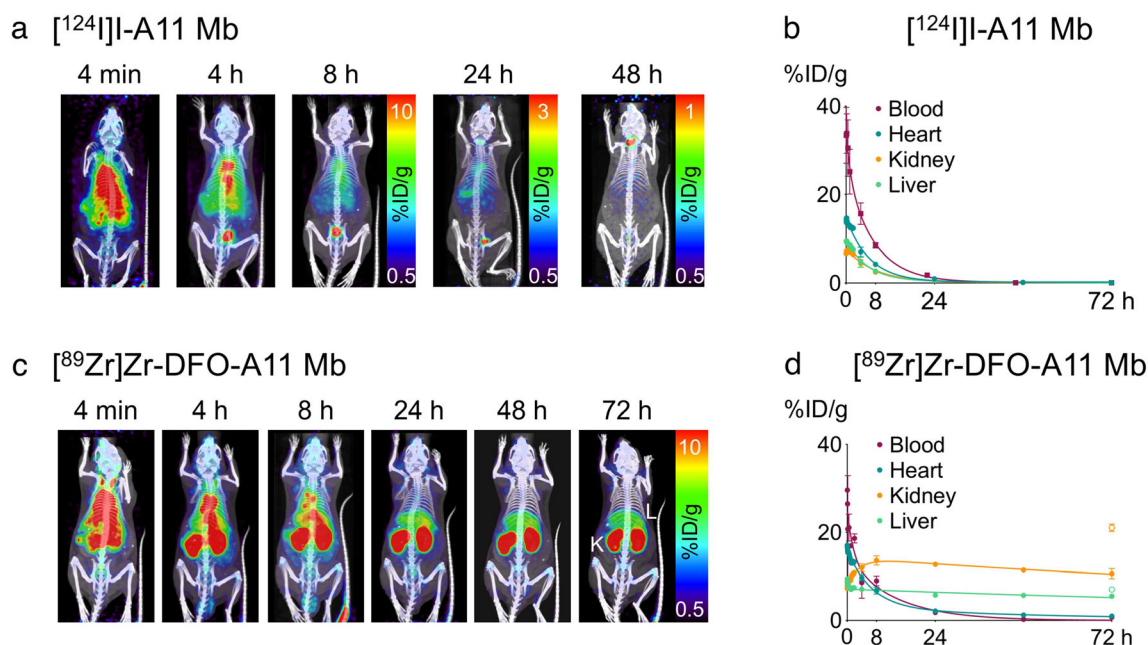 a [¹²⁴I]I-A11 Mb
4 min 4 h 8 h 24 h 48 h
10
%ID/g
0.5
3
%ID/g
0.5
1
%ID/g
0.5
b [¹²⁴I]I-A11 Mb
%ID/g
40
20
0
Blood
Heart
Kidney
Liver
0 8 24 72 h
c [⁸⁹Zr]Zr-DFO-A11 Mb
4 min 4 h 8 h 24 h 48 h 72 h
K
L
10
%ID/g
0.5
d [⁸⁹Zr]Zr-DFO-A11 Mb
%ID/g
40
20
0
Blood
Heart
Kidney
Liver
0 8 24 72 h